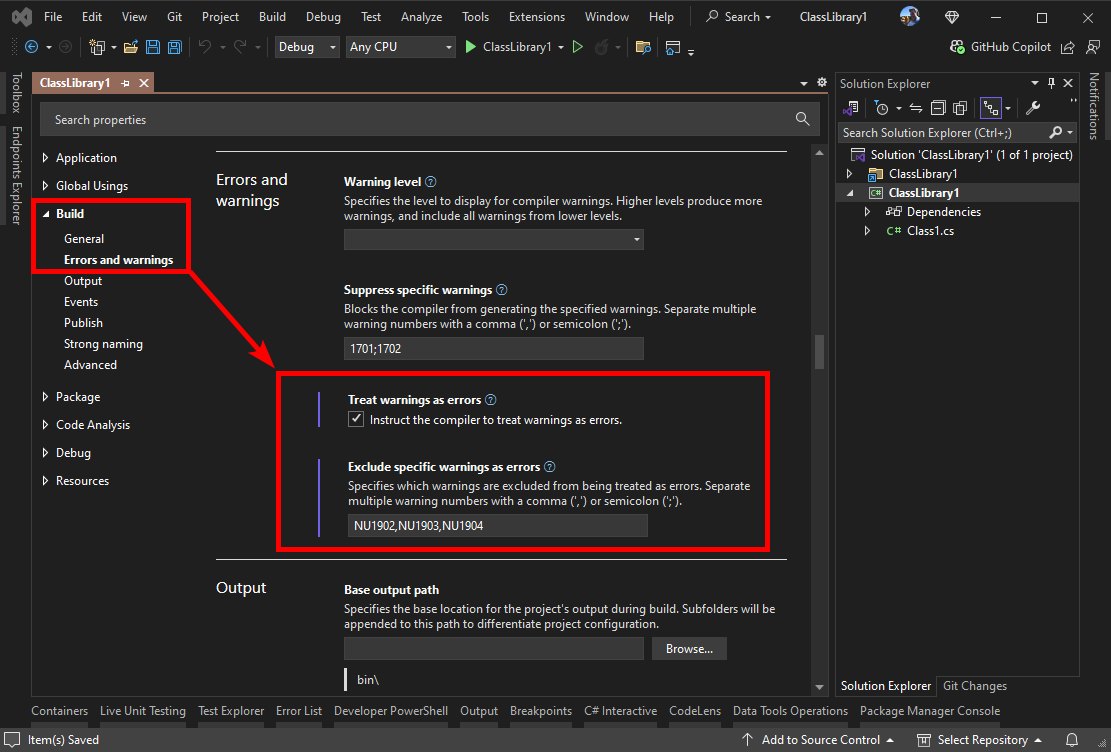 File Edit View Git Project Build Debug Test Analyze Tools Extensions Window Help Search ClassLibrary1
Debug Any CPU ClassLibrary1 GitHub Copilot
Toolbox
Endpoints Explorer
ClassLibrary1
Search properties
Application
Global Usings
Build
General
Errors and warnings
Output
Events
Publish
Strong naming
Advanced
Package
Code Analysis
Debug
Resources
Errors and
warnings
Warning level
Specifies the level to display for compiler warnings. Higher levels produce more
warnings, and include all warnings from lower levels.
Suppress specific warnings
Blocks the compiler from generating the specified warnings. Separate multiple
warning numbers with a comma (',') or semicolon (';').
1701;1702
Treat warnings as errors
Instruct the compiler to treat warnings as errors.
Exclude specific warnings as errors
Specifies which warnings are excluded from being treated as errors. Separate
multiple warning numbers with a comma (',') or semicolon (';').
NU1902,NU1903,NU1904
Output
Base output path
Specifies the base location for the project's output during build. Subfolders will be
appended to this path to differentiate project configuration.
Browse...
bin\
Solution Explorer
Search Solution Explorer (Ctrl+;)
Solution 'ClassLibrary1' (1 of 1 project)
ClassLibrary1
C# ClassLibrary1
Dependencies
C# Class1.cs
Solution Explorer Git Changes
Notifications
Containers Live Unit Testing Test Explorer Error List Developer PowerShell Output Breakpoints C# Interactive CodeLens Data Tools Operations Package Manager Console
Item(s) Saved Add to Source Control Select Repository